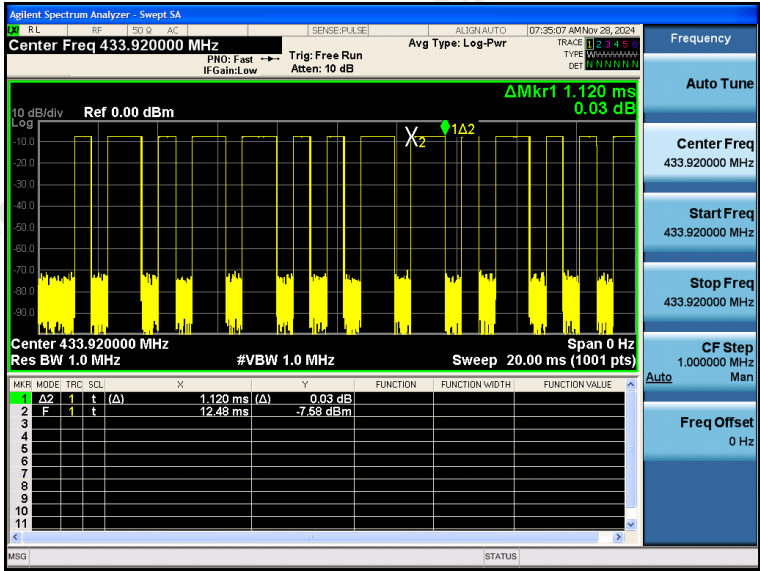 Agilent Spectrum Analyzer - Swept SA
LXI RL RF 50 Ω AC SENSE:PULSE ALIGN AUTO 07:35:07 AM Nov 28, 2024
Center Freq 433.920000 MHz
Avg Type: Log-Pwr
TRACE 1 2 3 4 5 6
TYPE
DET N N N N N N
PNO: Fast
IFGain:Low
Trig: Free Run
Atten: 10 dB
ΔMkr1 1.120 ms
0.03 dB
10 dB/div Ref 0.00 dBm
Log
-10.0
-20.0
-30.0
-40.0
-50.0
-60.0
-70.0
-80.0
-90.0
X2
1Δ2
Center 433.920000 MHz Span 0 Hz
Res BW 1.0 MHz #VBW 1.0 MHz Sweep 20.00 ms (1001 pts)
MKR MODE TRC SCL X Y FUNCTION FUNCTION WIDTH FUNCTION VALUE
1 Δ2 1 t (Δ) 1.120 ms (Δ) 0.03 dB
2 F 1 t 12.48 ms -7.58 dBm
3
4
5
6
7
8
9
10
11
MSG STATUS
Frequency
Auto Tune
Center Freq
433.920000 MHz
Start Freq
433.920000 MHz
Stop Freq
433.920000 MHz
CF Step
1.000000 MHz
Auto Man
Freq Offset
0 Hz